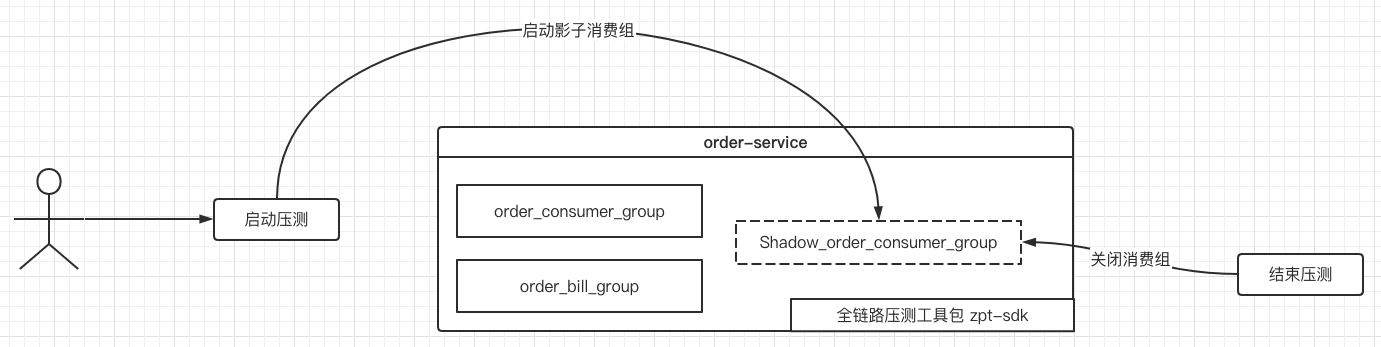 启动影子消费组
order-service
启动压测
order_consumer_group
Shadow_order_consumer_group
关闭消费组
结束压测
order_bill_group
全链路压测工具包 zpt-sdk